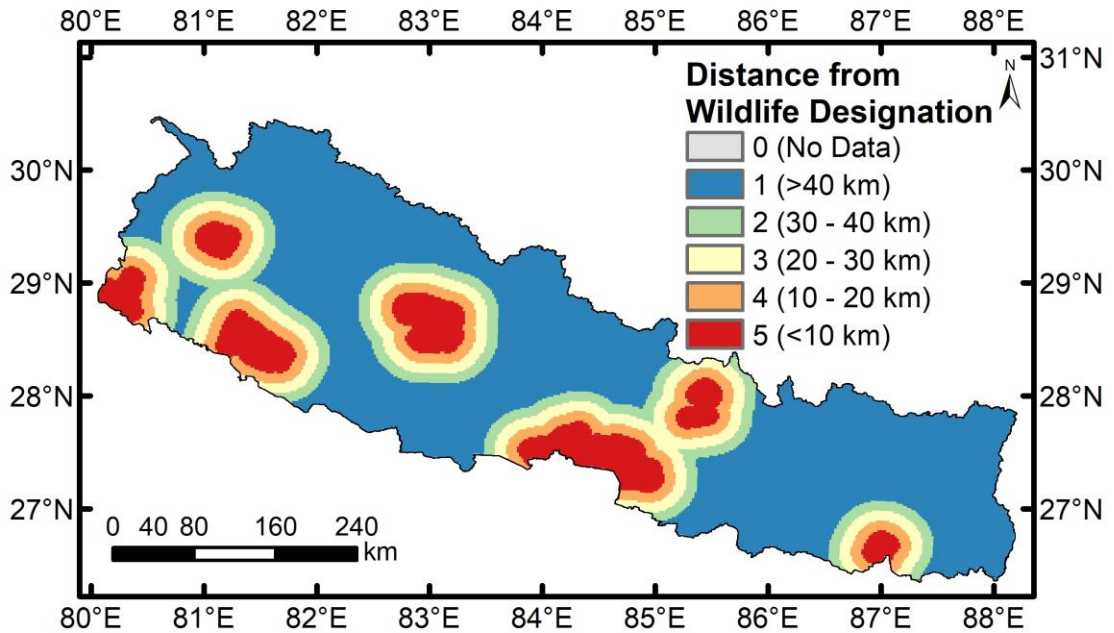 80°E 81°E 82°E 83°E 84°E 85°E 86°E 87°E 88°E
31°N
30°N
29°N
28°N
27°N
30°N
29°N
28°N
27°N
Distance from
Wildlife Designation
N
0 (No Data)
1 (>40 km)
2 (30 - 40 km)
3 (20 - 30 km)
4 (10 - 20 km)
5 (<10 km)
0 40 80 160 240
km
80°E 81°E 82°E 83°E 84°E 85°E 86°E 87°E 88°E